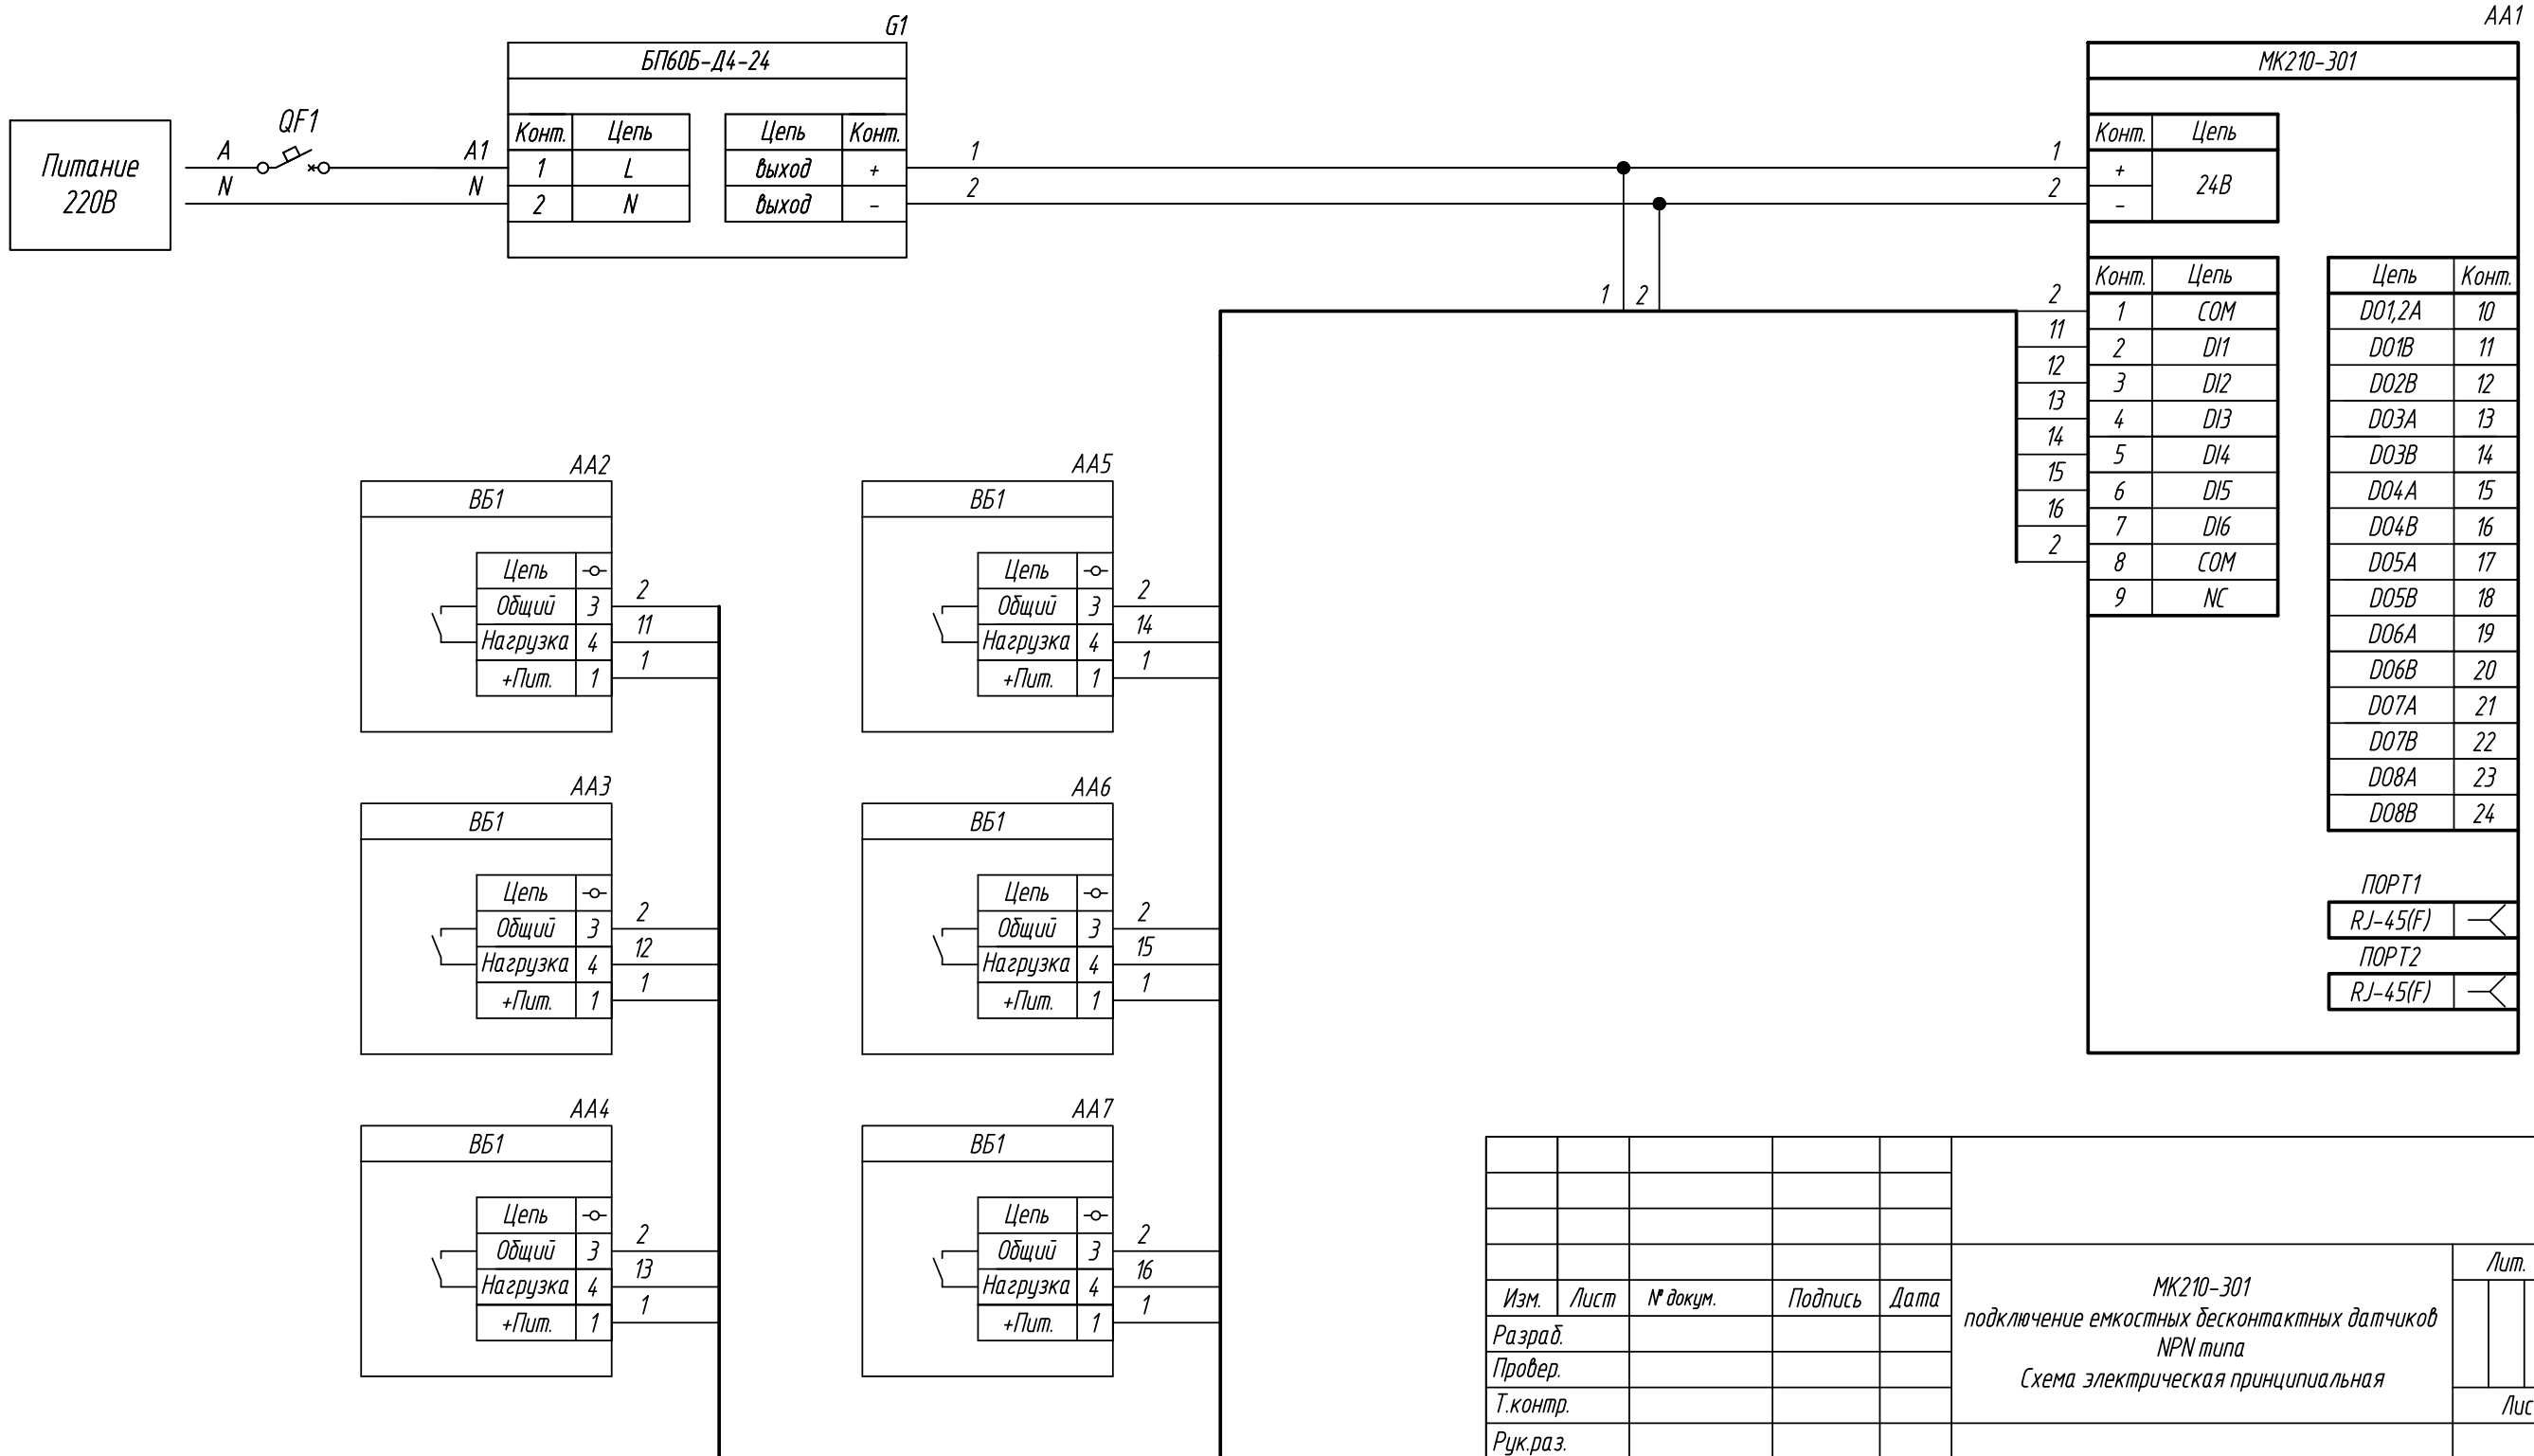 Питание
220В
QF1
A
N
A1
N
G1
БП60Б-Д4-24
Конт. Цепь
1 L
2 N
Цепь Конт.
выход +
выход -
1
2
1
2
1 2
AA1
МК210-301
Конт. Цепь
+ 24В
-
Конт. Цепь
1 COM
2 DI1
3 DI2
4 DI3
5 DI4
6 DI5
7 DI6
8 COM
9 NC
2
11
12
13
14
15
16
2
Цепь Конт.
DO1,2A 10
DO1B 11
DO2B 12
DO3A 13
DO3B 14
DO4A 15
DO4B 16
DO5A 17
DO5B 18
DO6A 19
DO6B 20
DO7A 21
DO7B 22
DO8A 23
DO8B 24
ПОРТ1
RJ-45(F)
ПОРТ2
RJ-45(F)
AA2
ВБ1
Цепь
Общий 3 2
Нагрузка 4 11
+Пит. 1 1
AA3
ВБ1
Цепь
Общий 3 2
Нагрузка 4 12
+Пит. 1 1
AA4
ВБ1
Цепь
Общий 3 2
Нагрузка 4 13
+Пит. 1 1
AA5
ВБ1
Цепь
Общий 3 2
Нагрузка 4 14
+Пит. 1 1
AA6
ВБ1
Цепь
Общий 3 2
Нагрузка 4 15
+Пит. 1 1
AA7
ВБ1
Цепь
Общий 3 2
Нагрузка 4 16
+Пит. 1 1
Изм. Лист № докум. Подпись Дата
Разраб.
Провер.
Т.контр.
Рук.раз.
МК210-301
подключение емкостных бесконтактных датчиков
NPN типа
Схема электрическая принципиальная
Лит.
Лис